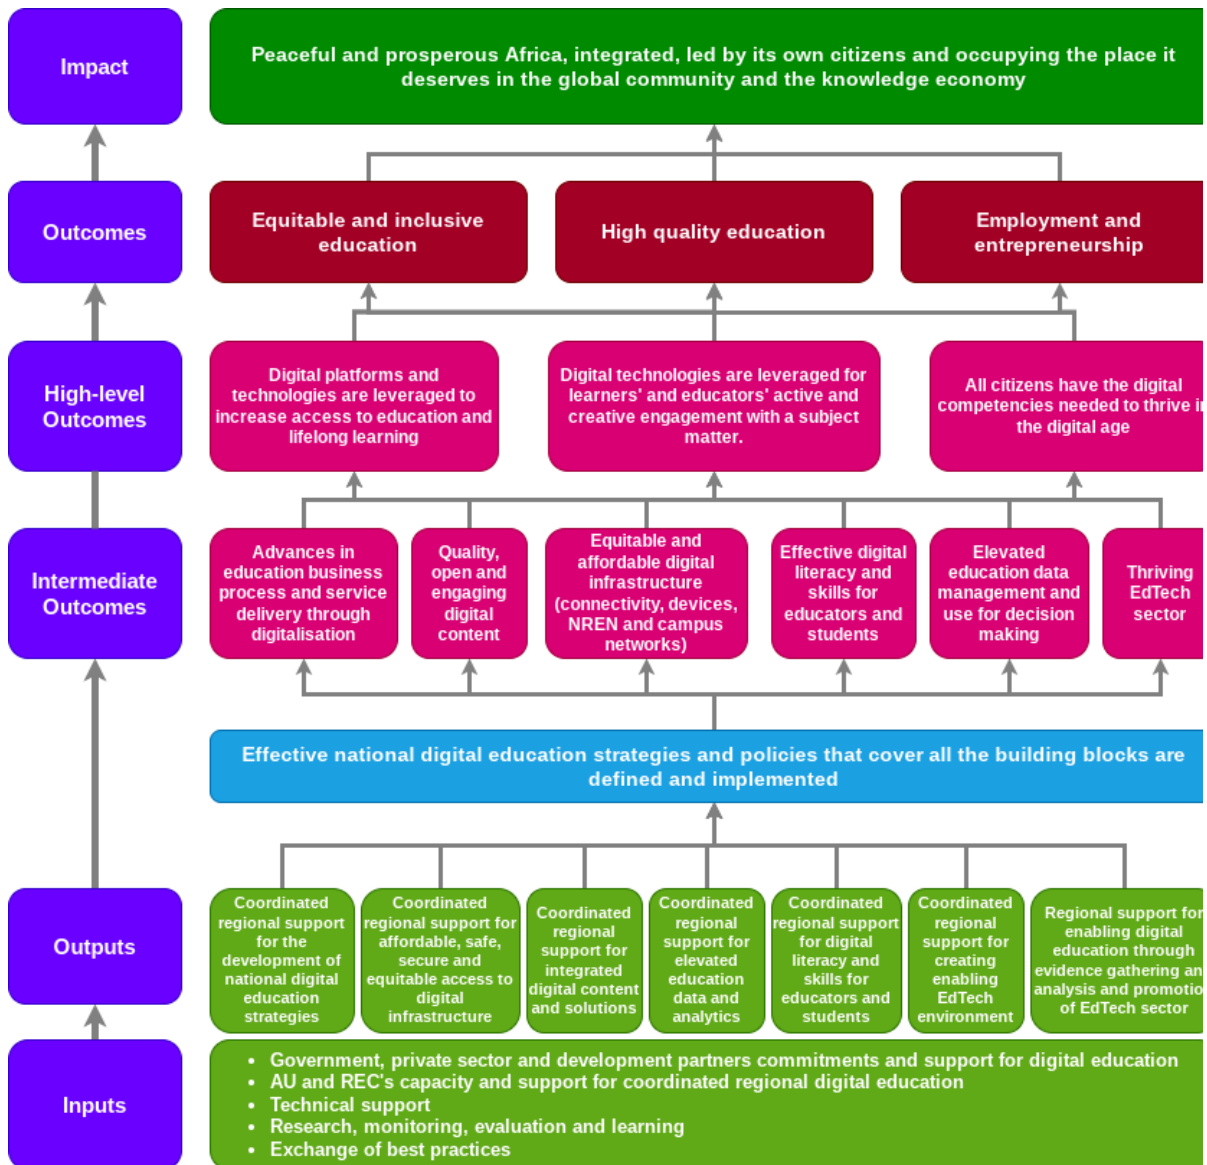 Impact
Peaceful and prosperous Africa, integrated, led by its own citizens and occupying the place it
deserves in the global community and the knowledge economy
Outcomes
Equitable and inclusive
education
High quality education
Employment and
entrepreneurship
High-level
Outcomes
Digital platforms and
technologies are leveraged to
increase access to education and
lifelong learning
Digital technologies are leveraged for
learners' and educators' active and
creative engagement with a subject
matter.
All citizens have the digital
competencies needed to thrive in
the digital age
Intermediate
Outcomes
Advances in
education business
process and service
delivery through
digitalisation
Quality,
open and
engaging
digital
content
Equitable and
affordable digital
infrastructure
(connectivity, devices,
NREN and campus
networks)
Effective digital
literacy and
skills for
educators and
students
Elevated
education data
management and
use for decision
making
Thriving
EdTech
sector
Effective national digital education strategies and policies that cover all the building blocks are
defined and implemented
Outputs
Coordinated
regional support
for the
development of
national digital
education
strategies
Coordinated
regional support for
affordable, safe,
secure and
equitable access to
digital
infrastructure
Coordinated
regional
support for
integrated
digital content
and solutions
Coordinated
regional
support for
elevated
education
data and
analytics
Coordinated
regional support
for digital
literacy and
skills for
educators and
students
Coordinated
regional
support for
creating
enabling
EdTech
environment
Regional support for
enabling digital
education through
evidence gathering an
analysis and promotio
of EdTech sector
Inputs
• Government, private sector and development partners commitments and support for digital education
• AU and REC's capacity and support for coordinated regional digital education
• Technical support
• Research, monitoring, evaluation and learning
• Exchange of best practices